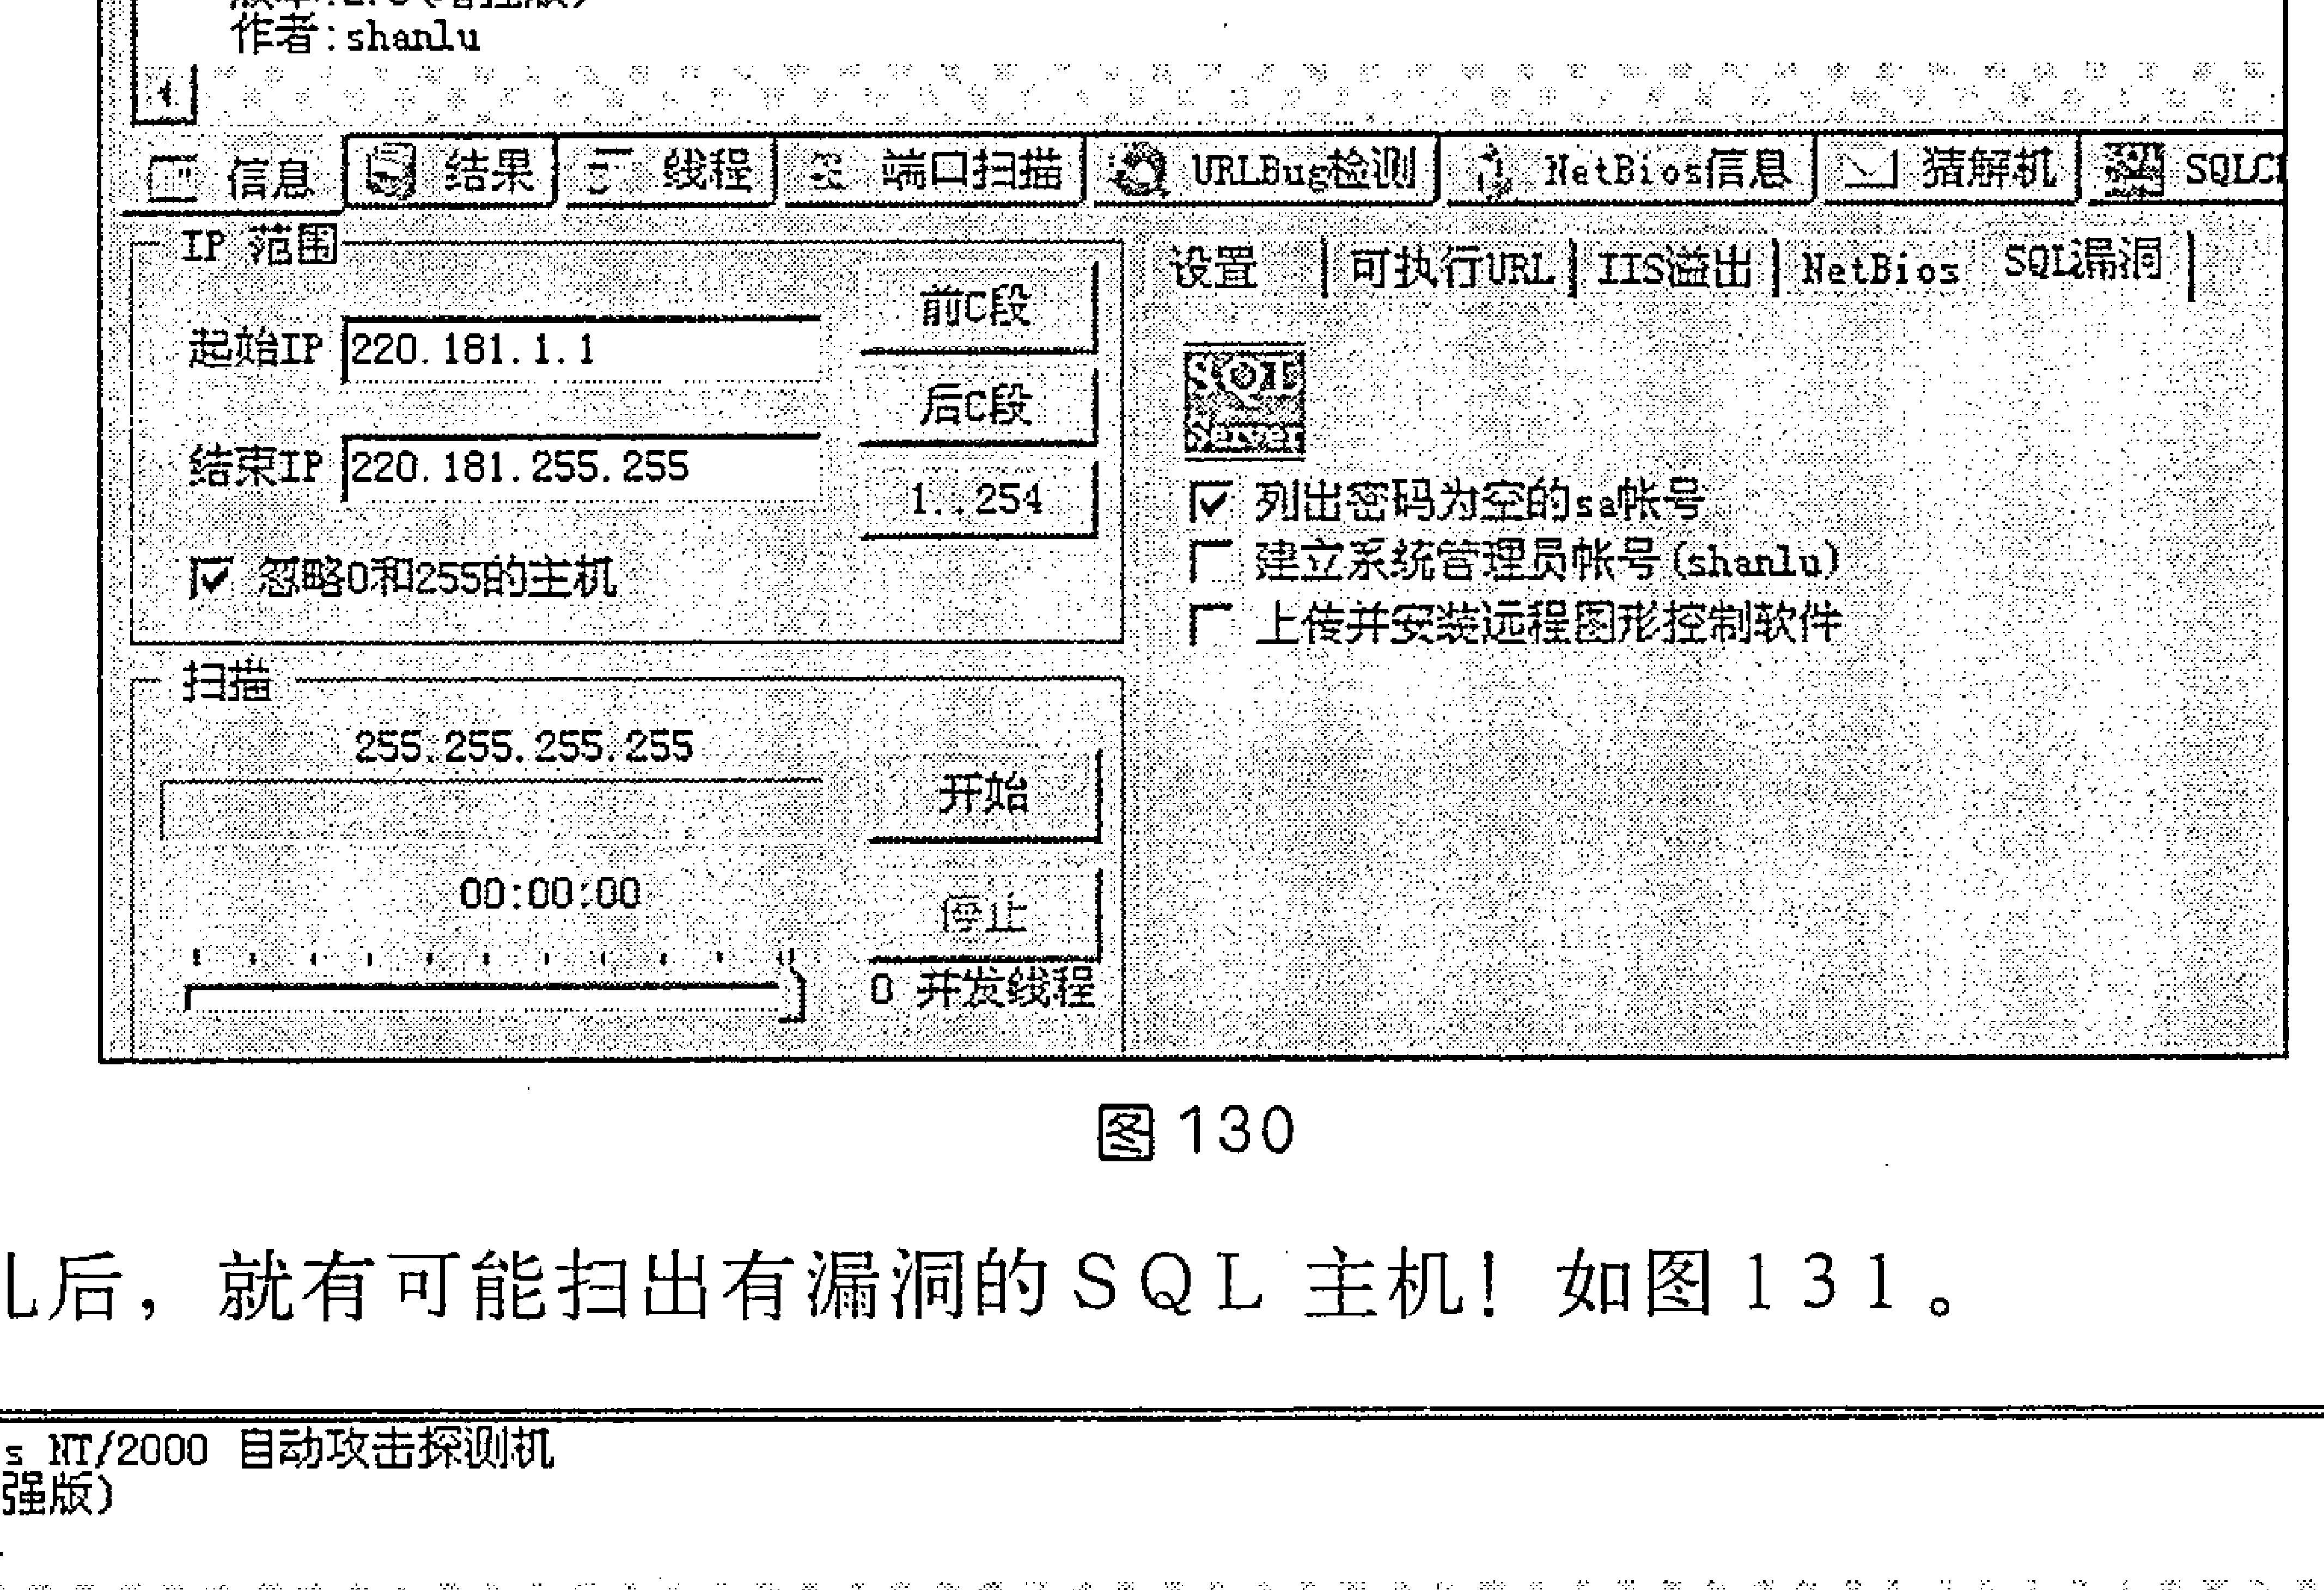 作者:shanlu
信息 结果 线程 端口扫描 URLBug检测 NetBios信息 猜解机
IP 范围
设置 可执行URL IIS溢出 NetBios SQL漏洞
前C段
起始IP 220.181.1.1
SQL Server
后C段
结束IP 220.181.255.255
1..254
列出密码为空的sa帐号
忽略0和255的主机
建立系统管理员帐号(shanlu)
上传并安装远程图形控制软件
扫描
255.255.255.255
开始
00:00:00
停止
0 并发线程
图 130
后，就有可能扫出有漏洞的SQL 主机！如图131。
s NT/2000 自动攻击探测机
强版)